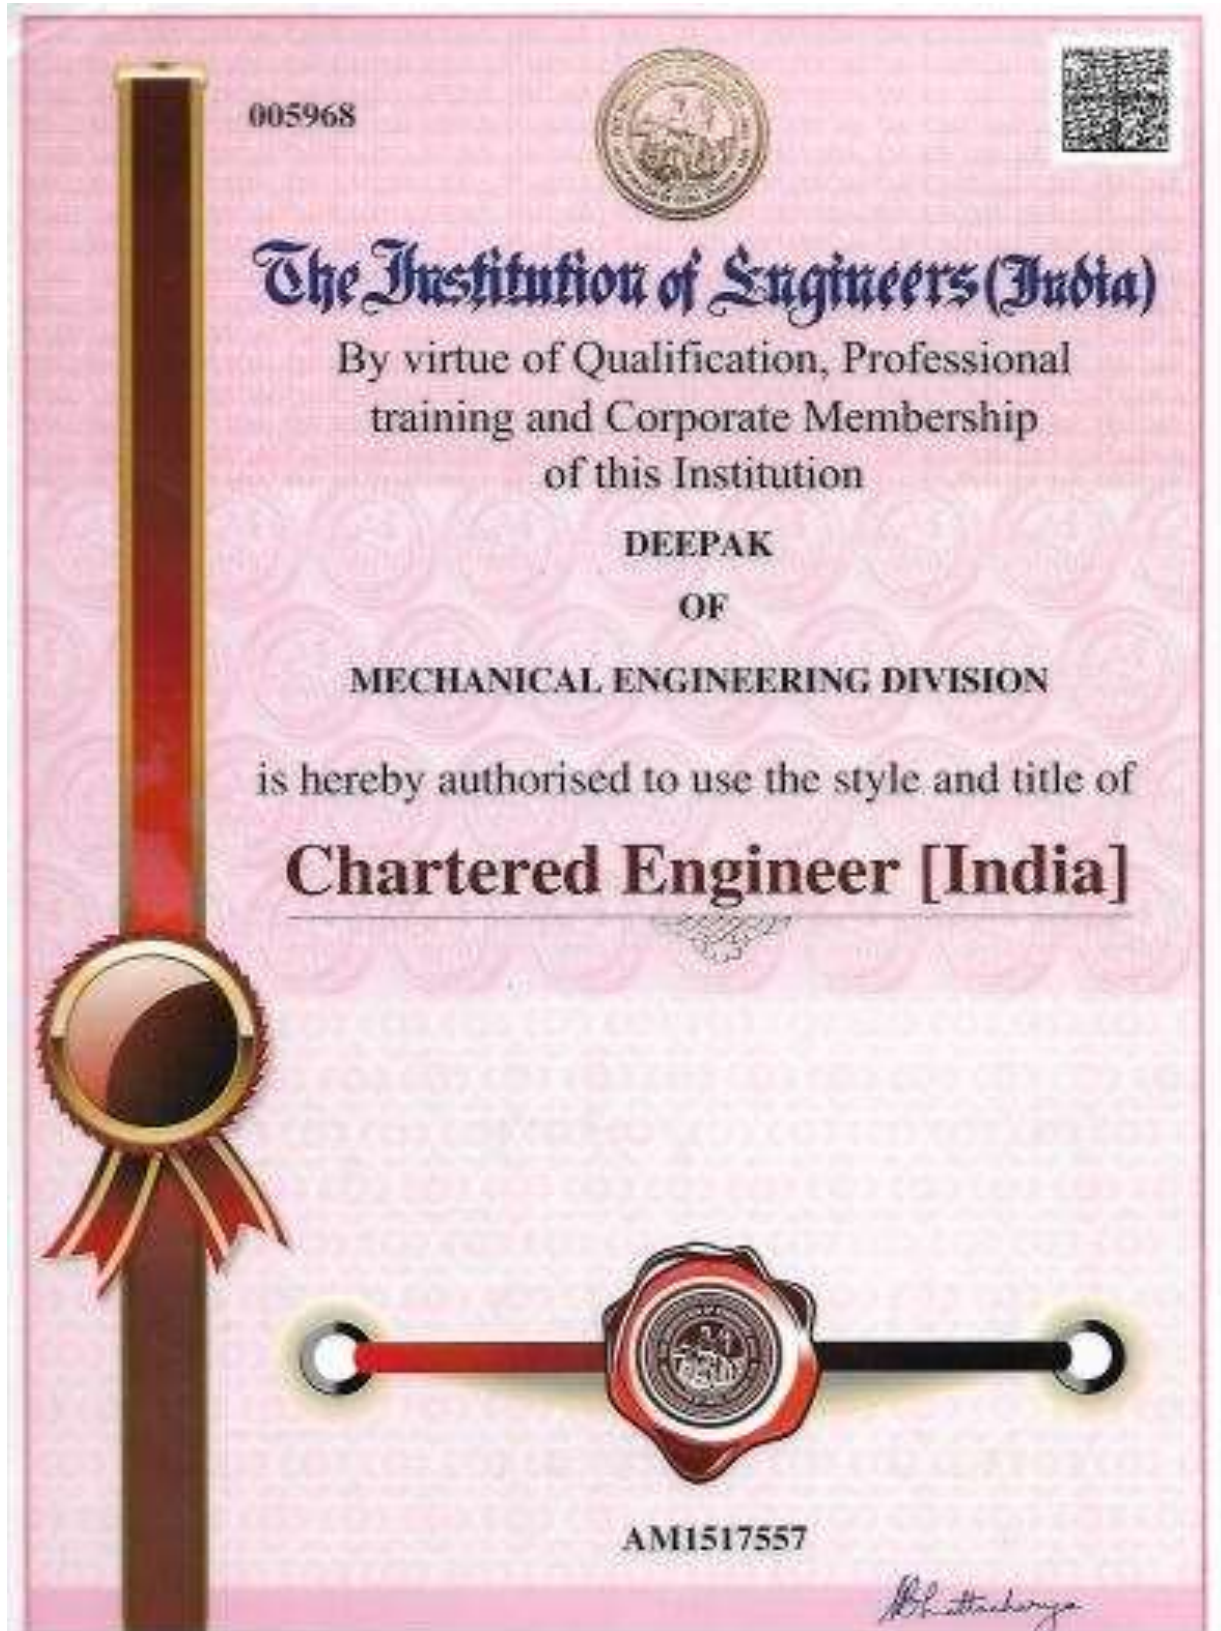 005968
The Institution of Engineers (India)
By virtue of Qualification, Professional
training and Corporate Membership
of this Institution
DEEPAK
OF
MECHANICAL ENGINEERING DIVISION
is hereby authorised to use the style and title of
Chartered Engineer [India]
AM1517557